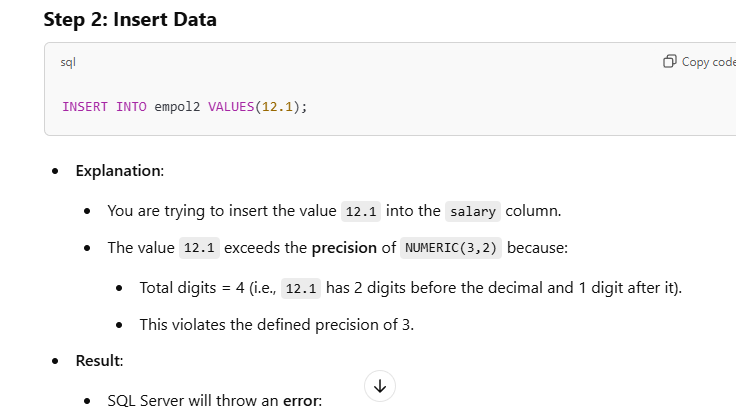 Step 2: Insert Data
sql
Copy code
INSERT INTO empol2 VALUES(12.1);
Explanation:
You are trying to insert the value 12.1 into the salary column.
The value 12.1 exceeds the precision of NUMERIC(3,2) because:
Total digits = 4 (i.e., 12.1 has 2 digits before the decimal and 1 digit after it).
This violates the defined precision of 3.
Result:
SQL Server will throw an error: